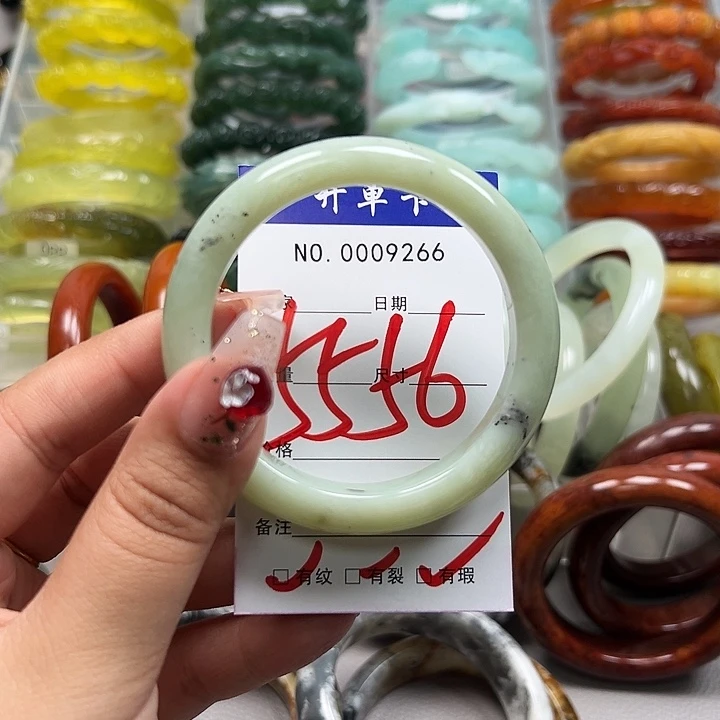 开单卡
NO. 0009266
日期
5556
量 尺寸
格
备注
✓ ✓ ✓
□有纹 □有裂 □有瑕